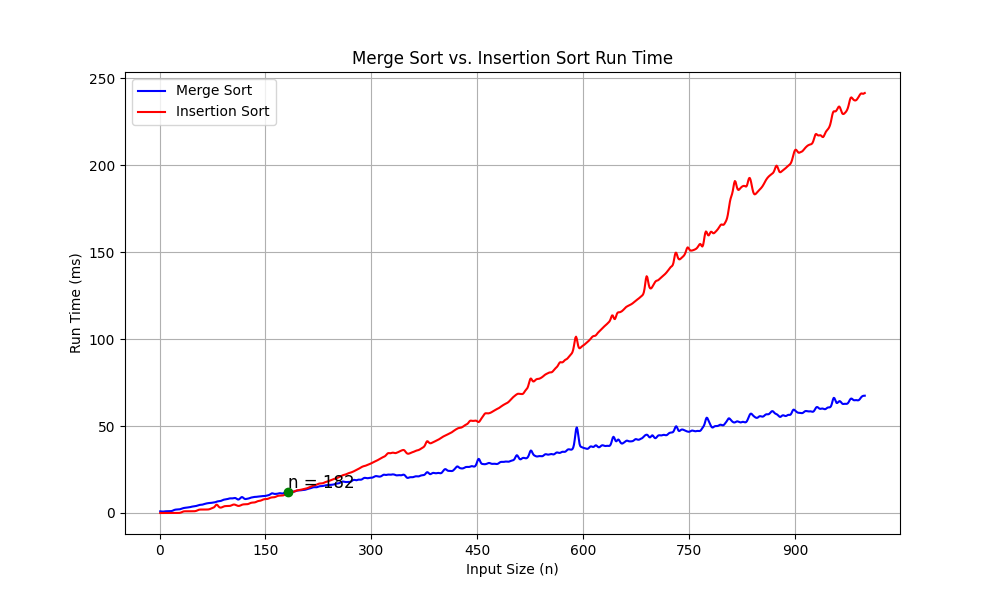 Merge Sort vs. Insertion Sort Run Time
Merge Sort
Insertion Sort
Run Time (ms)
250
200
150
100
50
0
n = 182
0 150 300 450 600 750 900
Input Size (n)